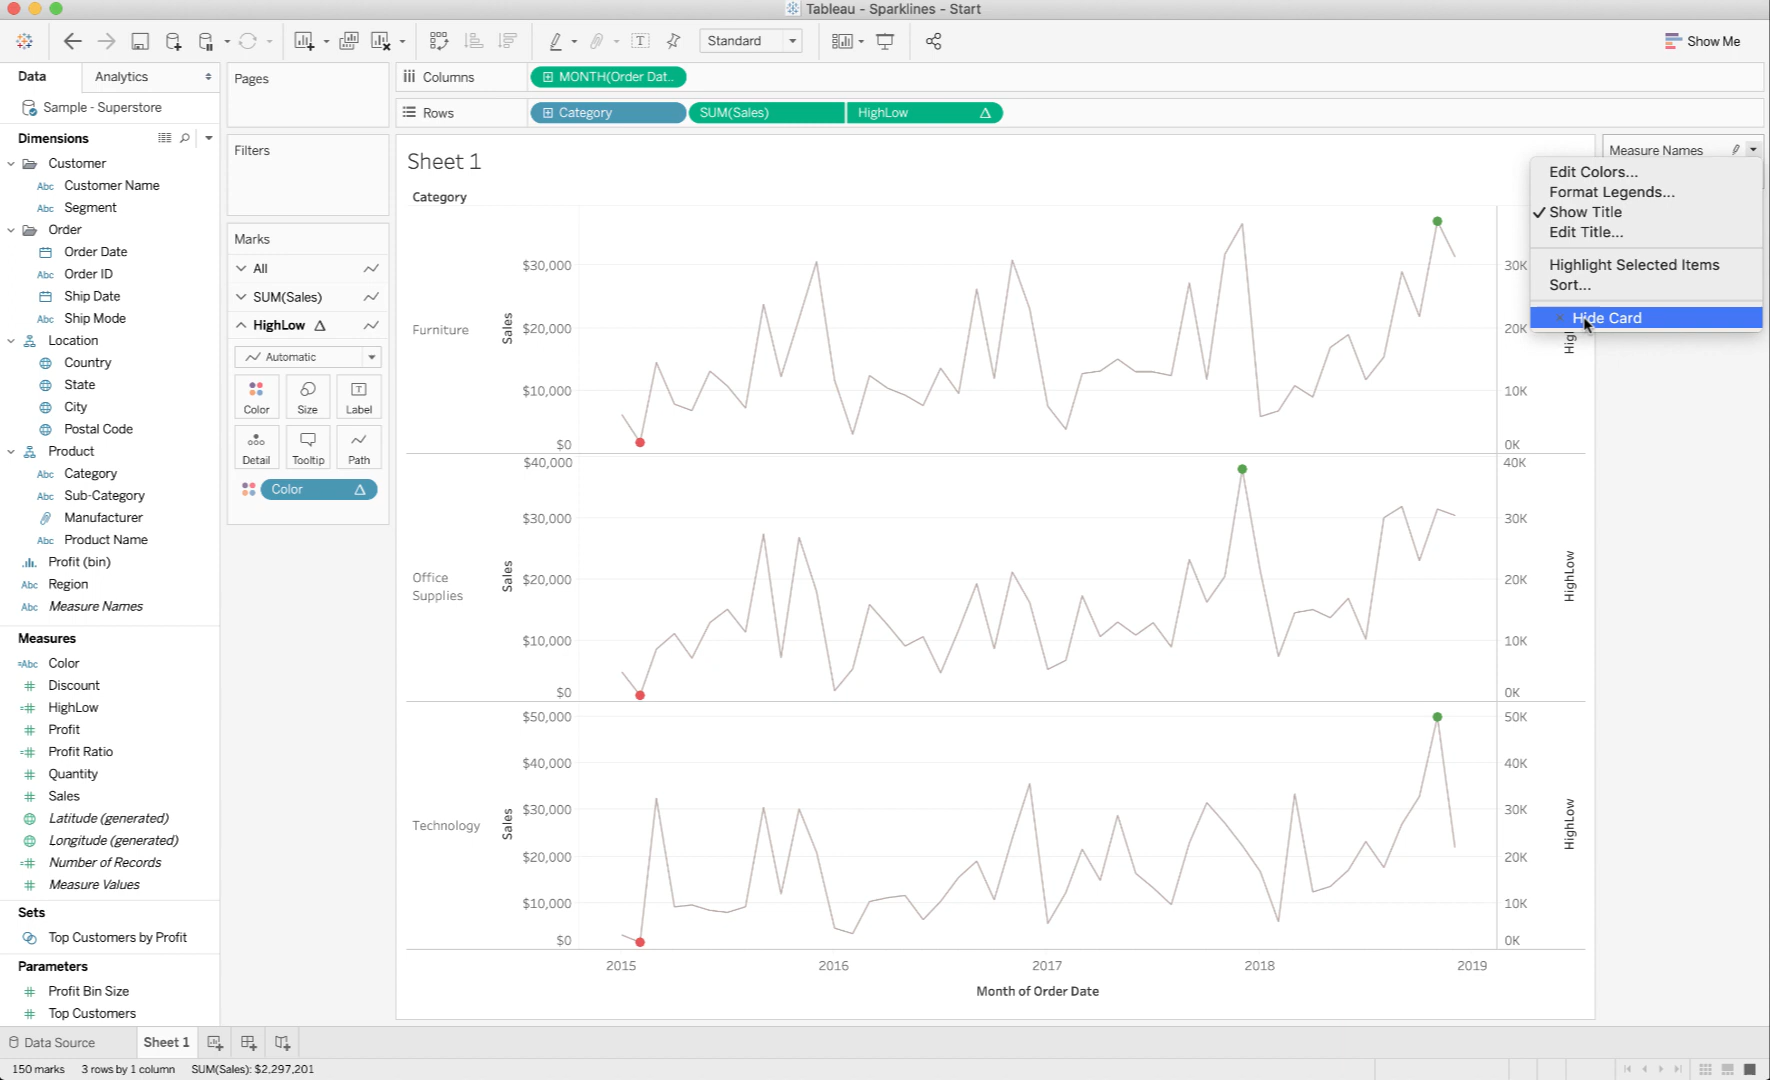 Tableau - Sparklines - Start
Standard
Show Me
Data
Analytics
Pages
Columns
MONTH(Order Dat..
Sample - Superstore
Rows
Category
SUM(Sales)
HighLow
Dimensions
Customer
Abc Customer Name
Abc Segment
Order
Order Date
Abc Order ID
Ship Date
Abc Ship Mode
Location
Country
State
City
Postal Code
Product
Abc Category
Abc Sub-Category
Manufacturer
Abc Product Name
Profit (bin)
Abc Region
Abc Measure Names
Measures
=Abc Color
# Discount
=# HighLow
# Profit
=# Profit Ratio
# Quantity
# Sales
Latitude (generated)
Longitude (generated)
=# Number of Records
# Measure Values
Sets
Top Customers by Profit
Parameters
# Profit Bin Size
# Top Customers
Filters
Marks
All
SUM(Sales)
HighLow
Automatic
Color
Size
Label
Detail
Tooltip
Path
Color
Sheet 1
Category
Furniture
Sales
$30,000
$20,000
$10,000
$0
30K
20K
10K
0K
Office
Supplies
Sales
$40,000
$30,000
$20,000
$10,000
$0
40K
30K
20K
10K
0K
HighLow
Technology
Sales
$50,000
$40,000
$30,000
$20,000
$10,000
$0
50K
40K
30K
20K
10K
0K
HighLow
2015
2016
2017
2018
2019
Month of Order Date
Measure Names
Edit Colors...
Format Legends...
Show Title
Edit Title...
Highlight Selected Items
Sort...
Hide Card
Data Source
Sheet 1
150 marks
3 rows by 1 column
SUM(Sales): $2,297,201